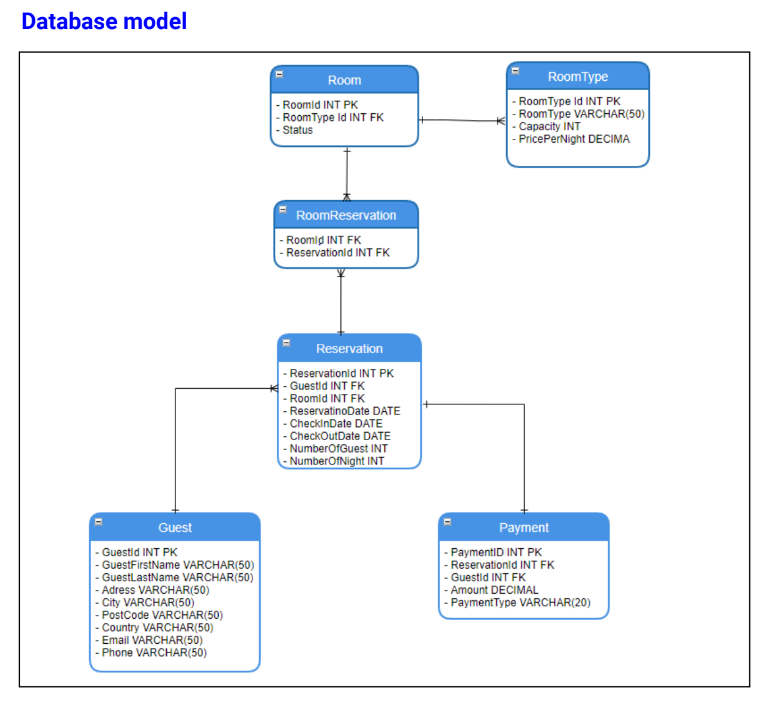 Database model
Room
- RoomId INT PK
- RoomType Id INT FK
- Status
RoomType
- RoomType Id INT PK
- RoomType VARCHAR(50)
- Capacity INT
- PricePerNight DECIMA
RoomReservation
- RoomId INT FK
- ReservationId INT FK
Reservation
- ReservationId INT PK
- GuestId INT FK
- RoomId INT FK
- ReservatinoDate DATE
- CheckInDate DATE
- CheckOutDate DATE
- NumberOfGuest INT
- NumberOfNight INT
Guest
- GuestId INT PK
- GuestFirstName VARCHAR(50)
- GuestLastName VARCHAR(50)
- Adress VARCHAR(50)
- City VARCHAR(50)
- PostCode VARCHAR(50)
- Country VARCHAR(50)
- Email VARCHAR(50)
- Phone VARCHAR(50)
Payment
- PaymentID INT PK
- ReservationId INT FK
- GuestId INT FK
- Amount DECIMAL
- PaymentType VARCHAR(20)